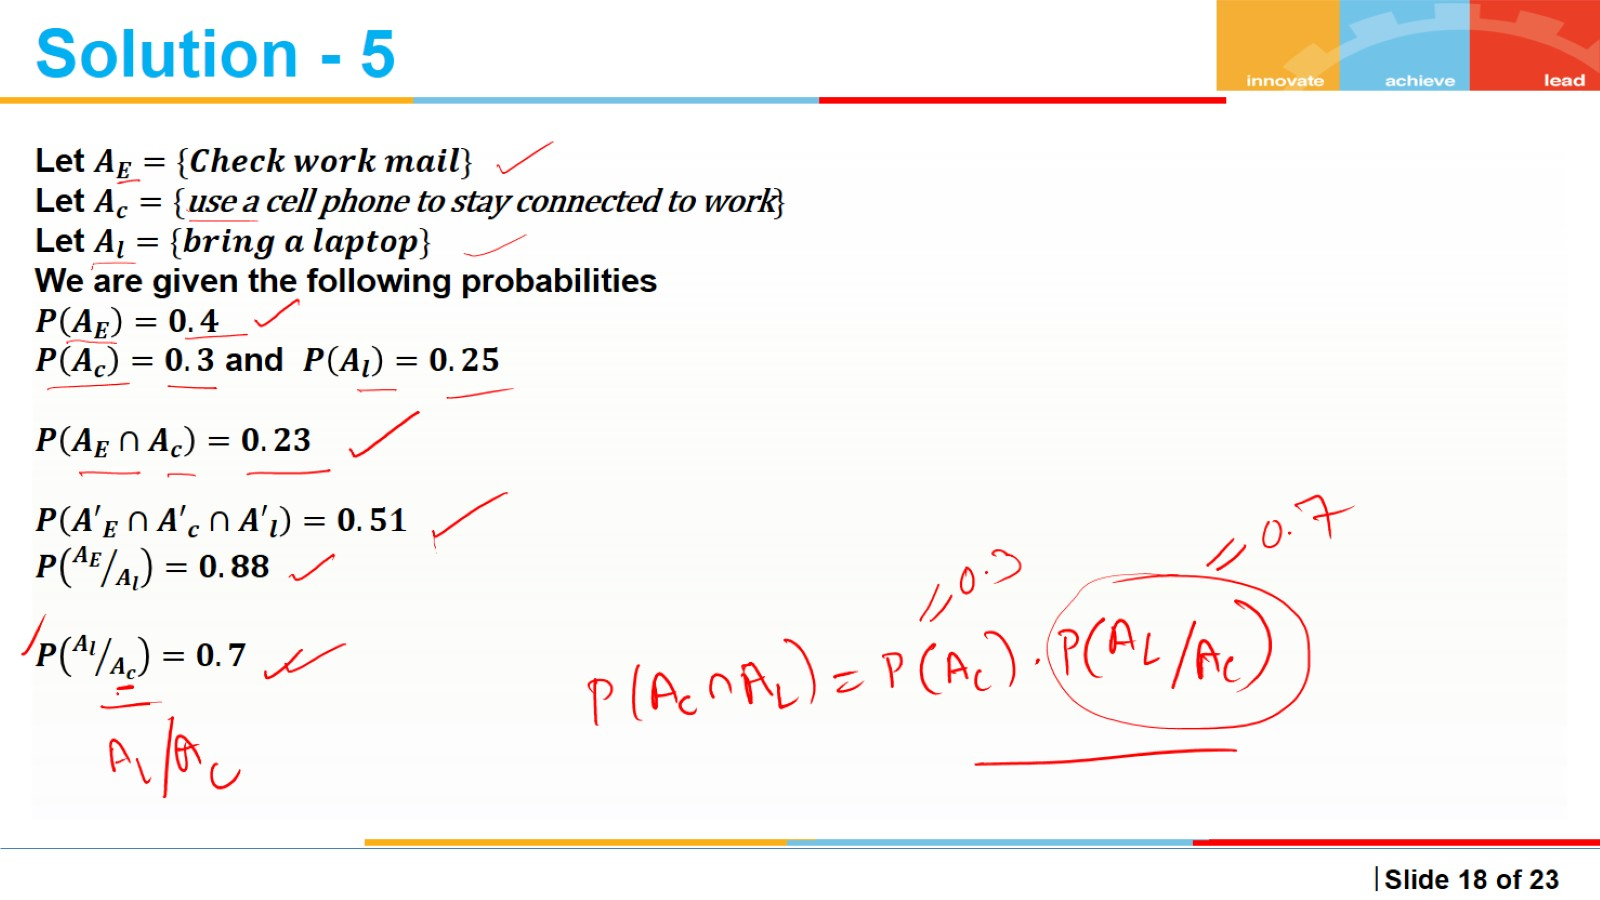 Solution - 5
innovate achieve lead
Let A_E = {Check work mail}
Let A_c = {use a cell phone to stay connected to work}
Let A_l = {bring a laptop}
We are given the following probabilities
P(A_E) = 0.4
P(A_c) = 0.3 and P(A_l) = 0.25
P(A_E ∩ A_c) = 0.23
P(A'_E ∩ A'_c ∩ A'_l) = 0.51
P(A_E/A_l) = 0.88
P(A_l/A_c) = 0.7
A_L/A_C
= 0.3
= 0.7
P(A_C ∩ A_L) = P(A_C) . P(A_L/A_C)
Slide 18 of 23